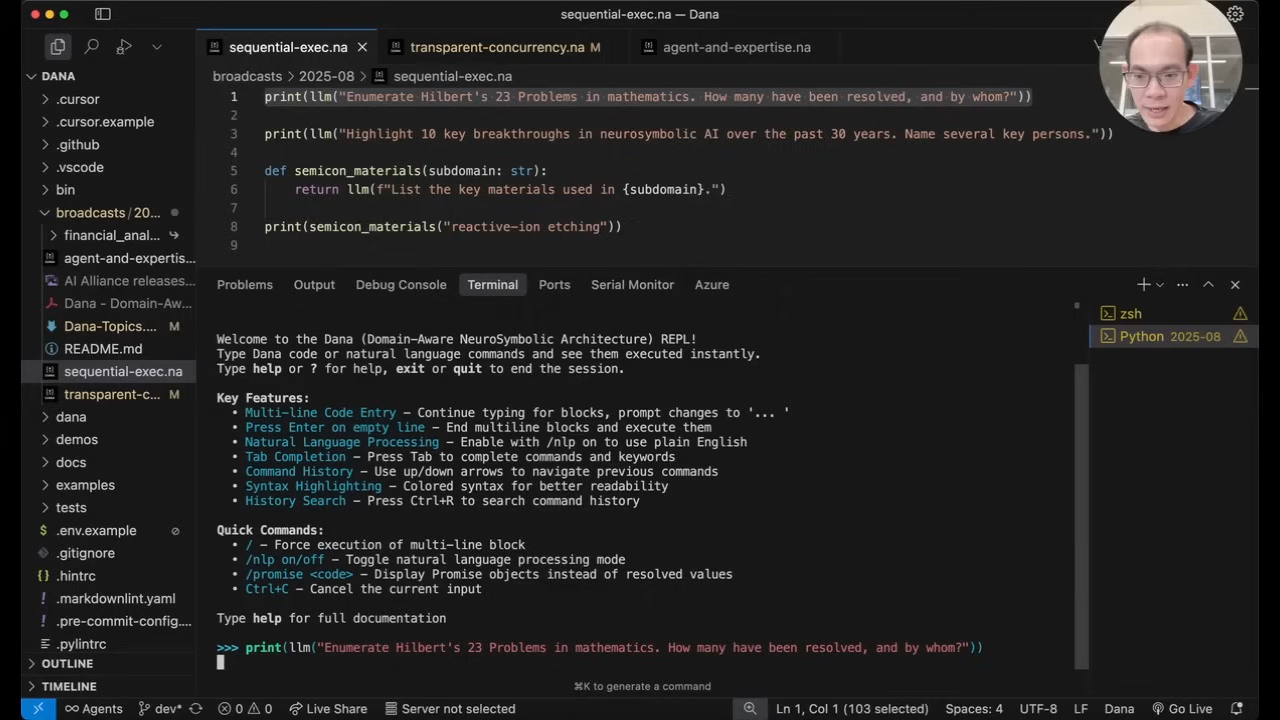 sequential-exec.na — Dana
sequential-exec.na
transparent-concurrency.na M
agent-and-expertise.na
DANA
.cursor
.cursor.example
.github
.vscode
bin
broadcasts / 20...
financial_anal...
agent-and-expertis...
AI Alliance releases...
Dana - Domain-Aw...
Dana-Topics.... M
README.md
sequential-exec.na
transparent-c... M
dana
demos
docs
examples
tests
$ .env.example
.gitignore
{} .hintrc
! .markdownlint.yaml
! .pre-commit-config....
.pylintrc
OUTLINE
TIMELINE
broadcasts > 2025-08 > sequential-exec.na
1 print(llm("Enumerate Hilbert's 23 Problems in mathematics. How many have been resolved, and by whom?"))
2
3 print(llm("Highlight 10 key breakthroughs in neurosymbolic AI over the past 30 years. Name several key persons."))
4
5 def semicon_materials(subdomain: str):
6 return llm(f"List the key materials used in {subdomain}.")
7
8 print(semicon_materials("reactive-ion etching"))
9
Problems Output Debug Console Terminal Ports Serial Monitor Azure
zsh
Python 2025-08
Welcome to the Dana (Domain-Aware NeuroSymbolic Architecture) REPL!
Type Dana code or natural language commands and see them executed instantly.
Type help or ? for help, exit or quit to end the session.
Key Features:
• Multi-line Code Entry – Continue typing for blocks, prompt changes to '... '
• Press Enter on empty line – End multiline blocks and execute them
• Natural Language Processing – Enable with /nlp on to use plain English
• Tab Completion – Press Tab to complete commands and keywords
• Command History – Use up/down arrows to navigate previous commands
• Syntax Highlighting – Colored syntax for better readability
• History Search – Press Ctrl+R to search command history
Quick Commands:
• / – Force execution of multi-line block
• /nlp on/off – Toggle natural language processing mode
• /promise <code> – Display Promise objects instead of resolved values
• Ctrl+C – Cancel the current input
Type help for full documentation
>>> print(llm("Enumerate Hilbert's 23 Problems in mathematics. How many have been resolved, and by whom?"))
⌘K to generate a command
Agents dev* 0 0 Live Share Server not selected Ln 1, Col 1 (103 selected) Spaces: 4 UTF-8 LF Dana Go Live